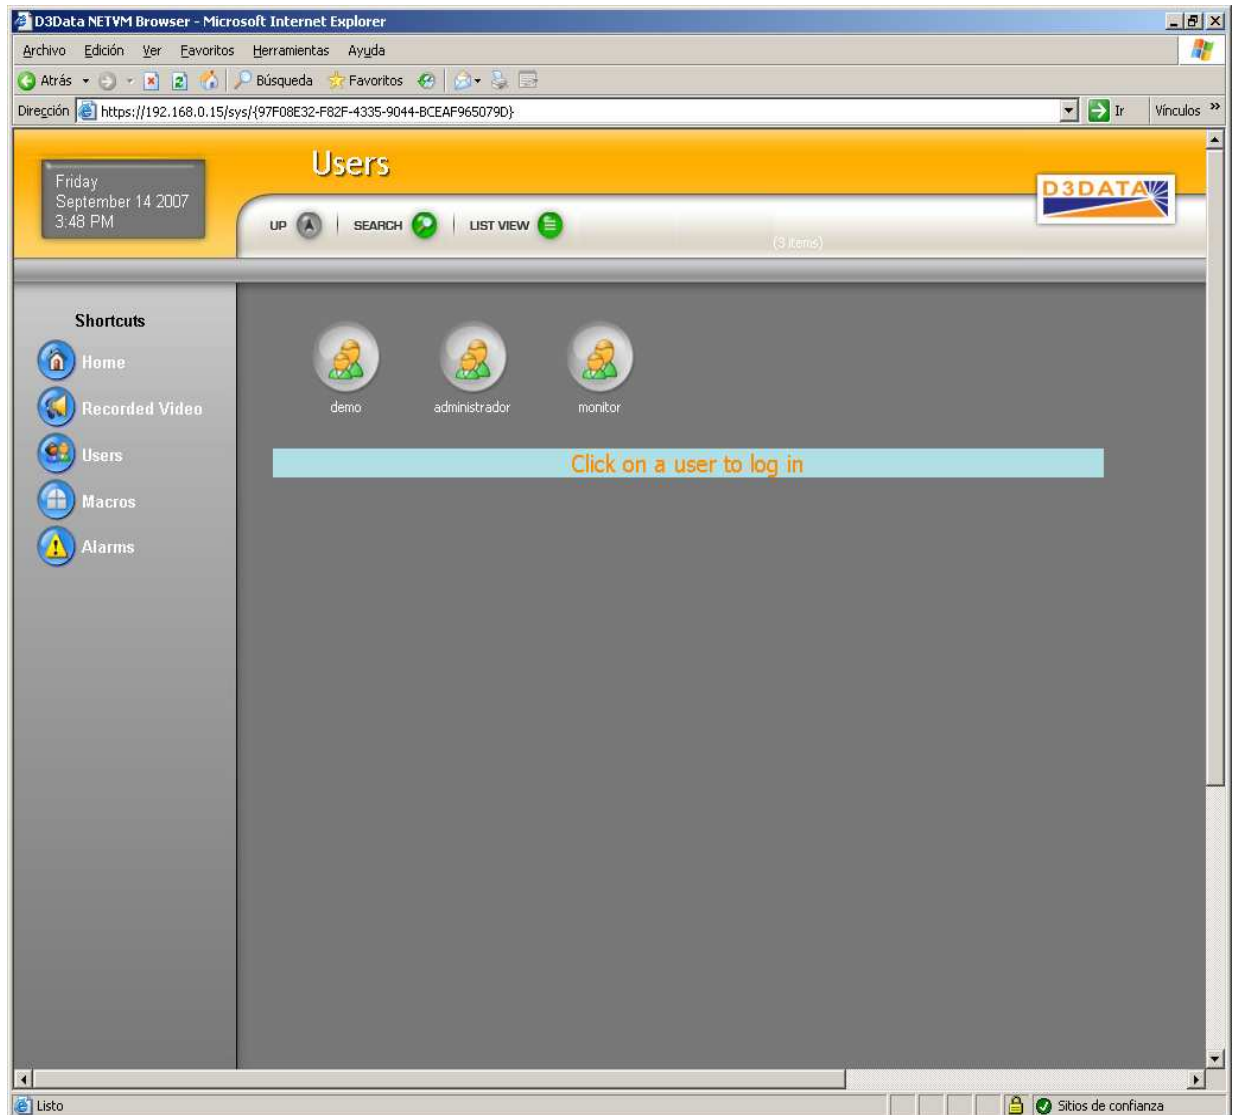 D3Data NETVM Browser - Microsoft Internet Explorer
Archivo Edición Ver Favoritos Herramientas Ayuda
Atrás Búsqueda Favoritos
Dirección https://192.168.0.15/sys/{97F08E32-F82F-4335-9044-BCEAF965079D} Ir Vínculos »
Users
Friday
September 14 2007
3:48 PM
D3DATA
UP SEARCH LIST VIEW
(3 items)
Shortcuts
Home
Recorded Video
Users
Macros
Alarms
demo administrador monitor
Click on a user to log in
Listo Sitios de confianza